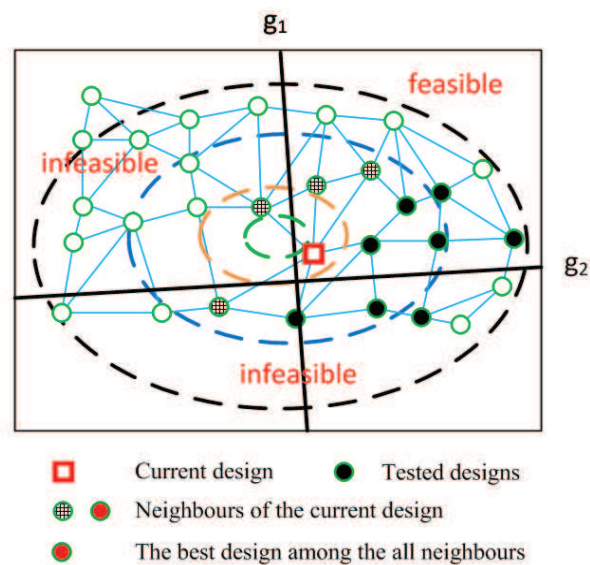 g1
feasible
infeasible
g2
infeasible
Current design
Tested designs
Neighbours of the current design
The best design among the all neighbours